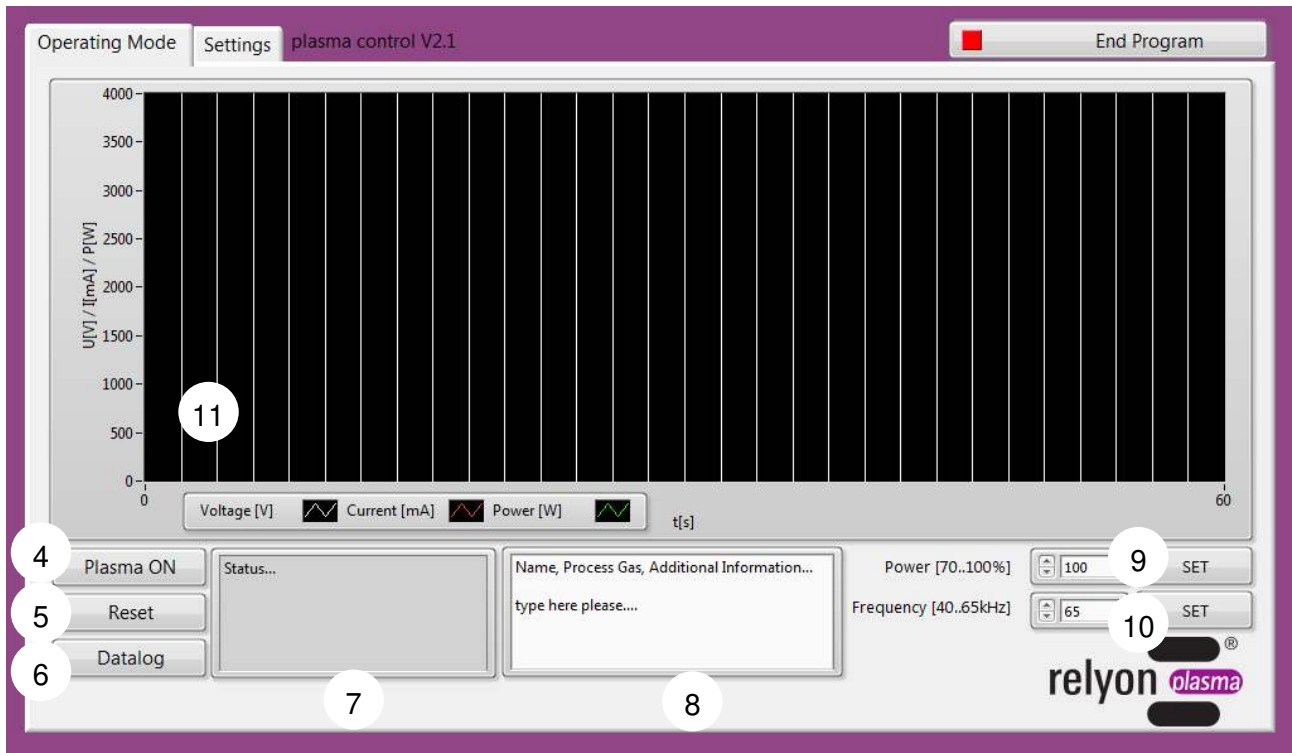 Operating Mode
Settings
plasma control V2.1
End Program
4000
3500
3000
2500
2000
1500
1000
500
0
U[V] / I[mA] / P[W]
11
0
60
Voltage [V] Current [mA] Power [W]
t[s]
4
Plasma ON
5
Reset
6
Datalog
Status...
7
Name, Process Gas, Additional Information...
type here please....
8
Power [70..100%] 100 9 SET
Frequency [40..65kHz] 65 10 SET
relyon plasma ®